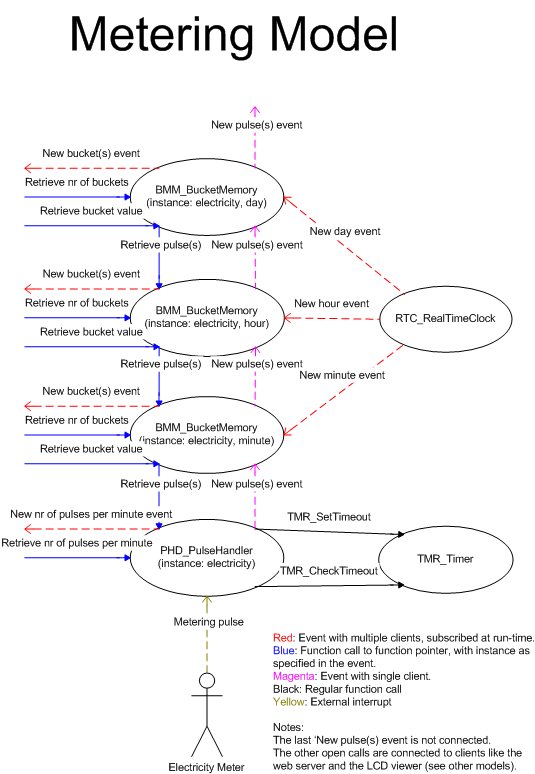 Metering Model
New pulse(s) event
New bucket(s) event
Retrieve nr of buckets
Retrieve bucket value
BMM_BucketMemory
(instance: electricity, day)
Retrieve pulse(s)
New pulse(s) event
New day event
New bucket(s) event
Retrieve nr of buckets
Retrieve bucket value
BMM_BucketMemory
(instance: electricity, hour)
New hour event
RTC_RealTimeClock
Retrieve pulse(s)
New pulse(s) event
New minute event
New bucket(s) event
Retrieve nr of buckets
Retrieve bucket value
BMM_BucketMemory
(instance: electricity, minute)
Retrieve pulse(s)
New pulse(s) event
New nr of pulses per minute event
Retrieve nr of pulses per minute
PHD_PulseHandler
(instance: electricity)
TMR_SetTimeout
TMR_CheckTimeout
TMR_Timer
Metering pulse
Electricity Meter
Red: Event with multiple clients, subscribed at run-time.
Blue: Function call to function pointer, with instance as
specified in the event.
Magenta: Event with single client.
Black: Regular function call
Yellow: External interrupt
Notes:
The last 'New pulse(s) event is not connected.
The other open calls are connected to clients like the
web server and the LCD viewer (see other models).